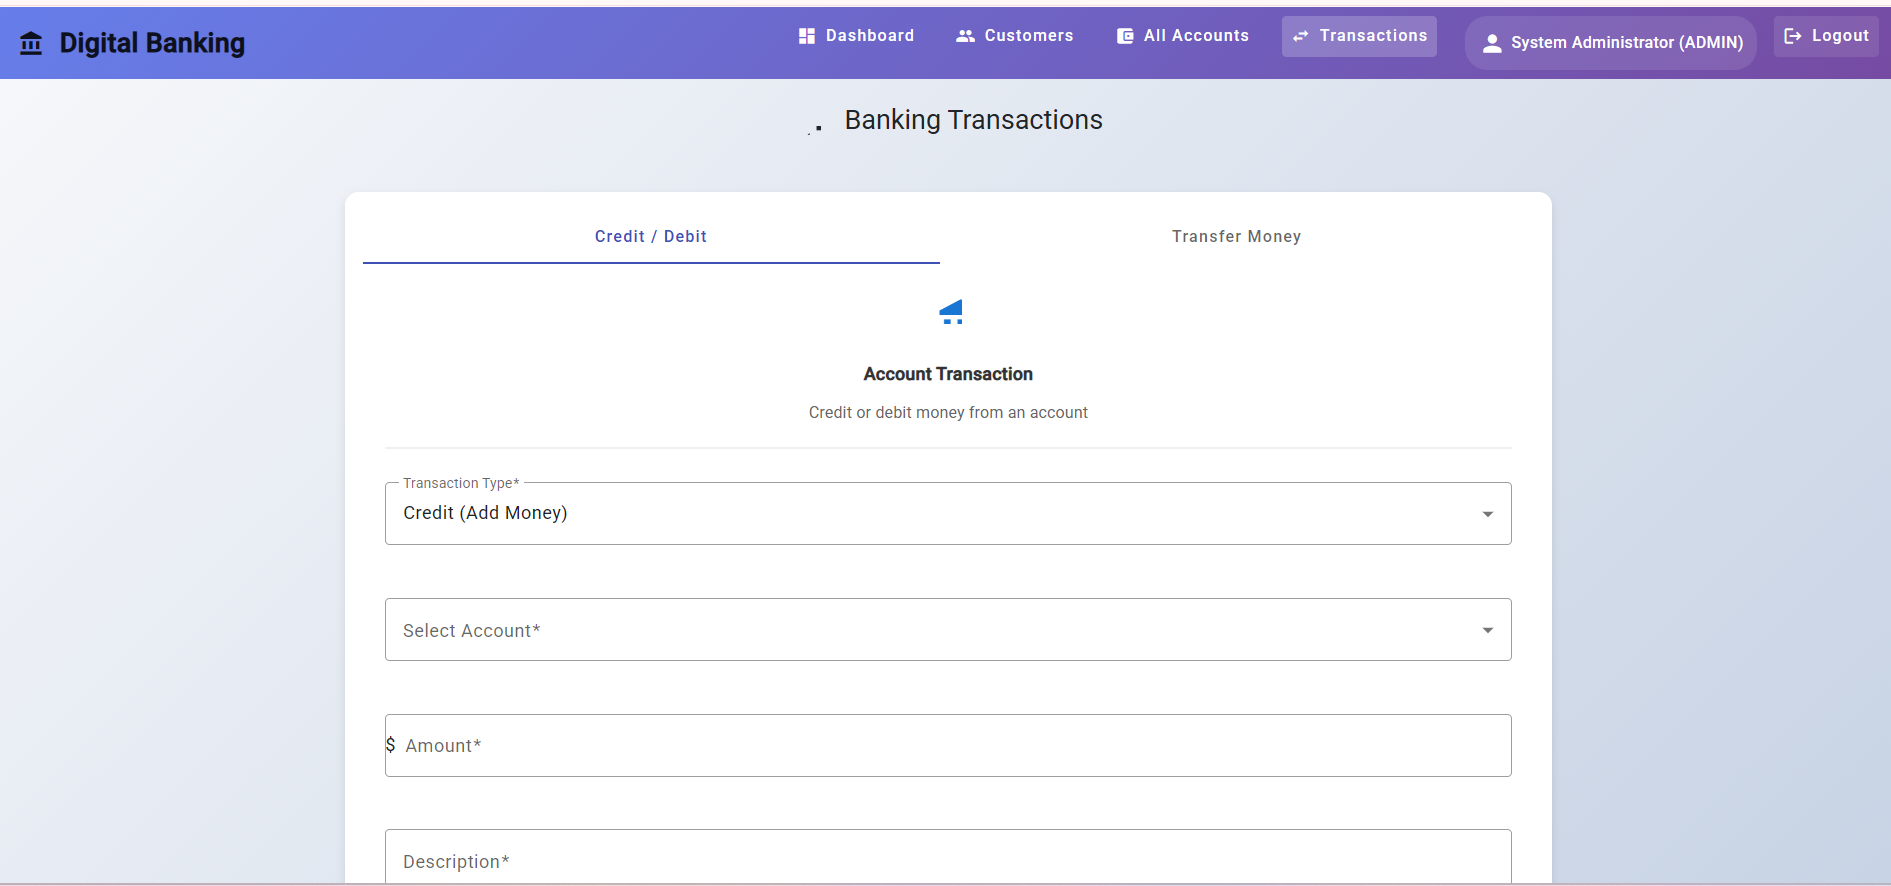 Digital Banking
Dashboard
Customers
All Accounts
Transactions
System Administrator (ADMIN)
Logout
Banking Transactions
Credit / Debit
Transfer Money
Account Transaction
Credit or debit money from an account
Transaction Type*
Credit (Add Money)
Select Account*
$ Amount*
Description*